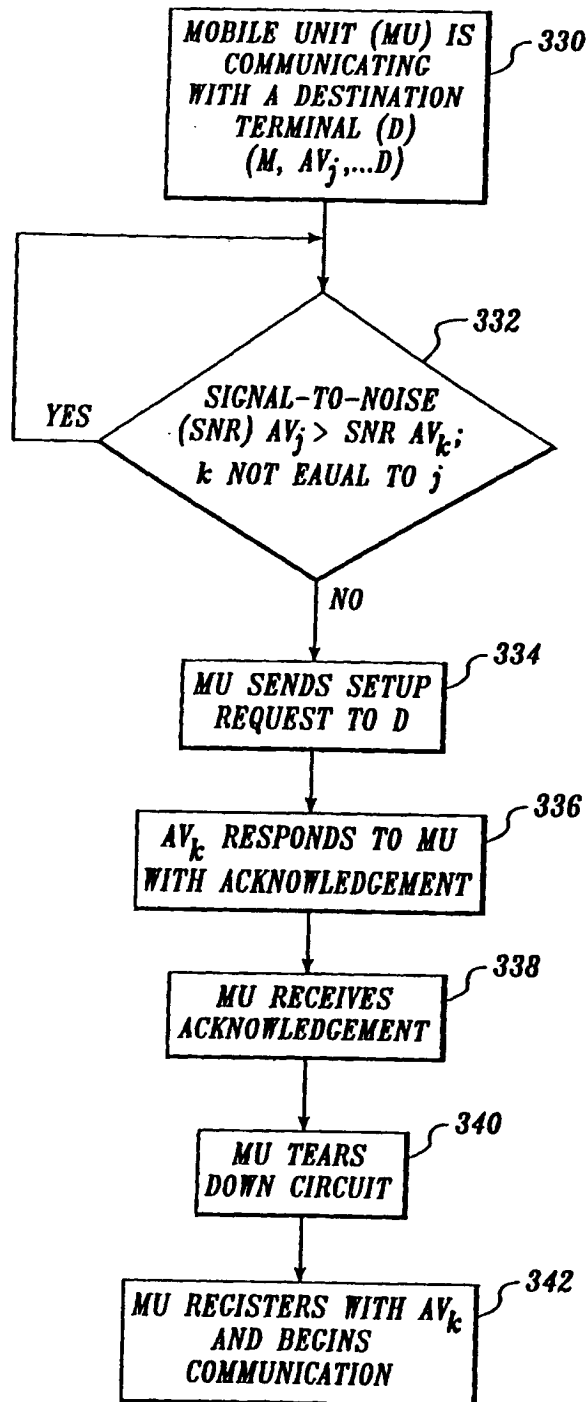 MOBILE UNIT (MU) IS
COMMUNICATING
WITH A DESTINATION
TERMINAL (D)
(M, AVj,...D)
330
332
SIGNAL-TO-NOISE
(SNR) AVj > SNR AVk;
k NOT EAUAL TO j
YES
NO
334
MU SENDS SETUP
REQUEST TO D
336
AVk RESPONDS TO MU
WITH ACKNOWLEDGEMENT
338
MU RECEIVES
ACKNOWLEDGEMENT
340
MU TEARS
DOWN CIRCUIT
342
MU REGISTERS WITH AVk
AND BEGINS
COMMUNICATION